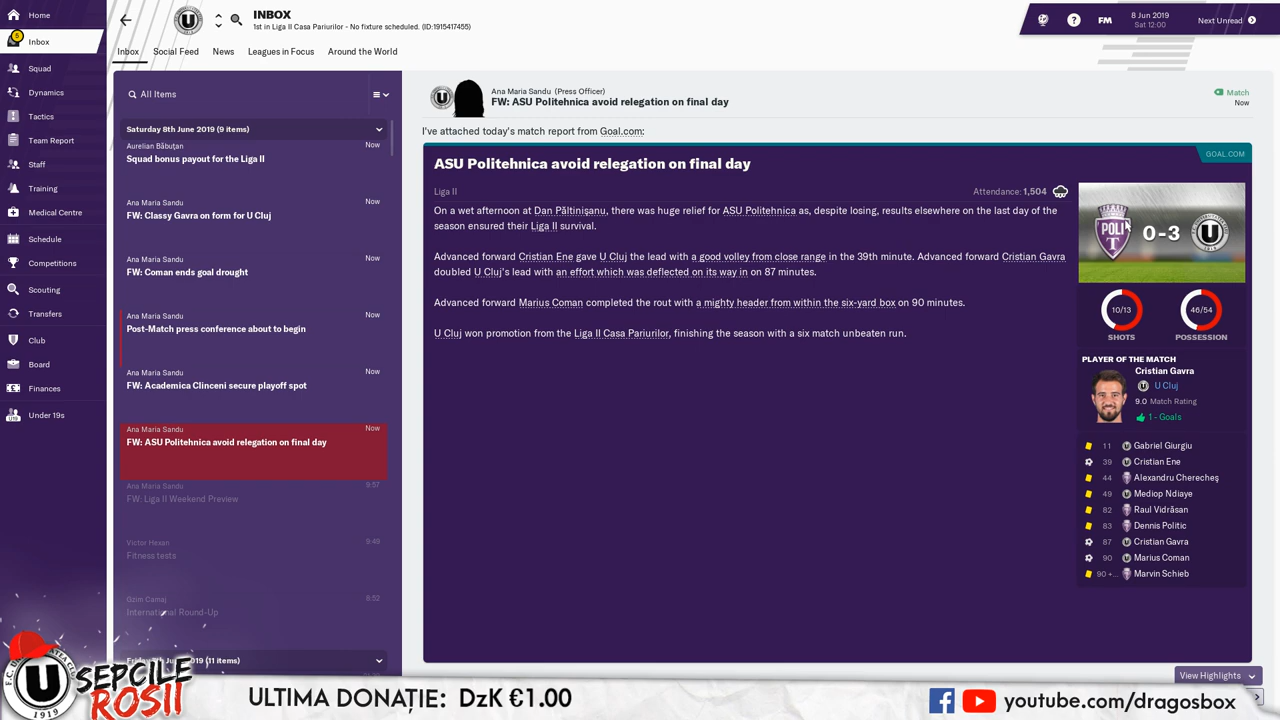 Home
Inbox
5
Squad
Dynamics
Tactics
Team Report
Staff
Training
Medical Centre
Schedule
Competitions
Scouting
Transfers
Club
Board
Finances
Under 19s
INBOX
1st in Liga II Casa Pariurilor - No fixture scheduled. (ID:1915417455)
FM
8 Jun 2019
Sat 12:00
Next Unread
Inbox
Social Feed
News
Leagues in Focus
Around the World
All Items
Saturday 8th June 2019 (9 items)
Aurelian Băbuţan
Now
Squad bonus payout for the Liga II
Ana Maria Sandu
Now
FW: Classy Gavra on form for U Cluj
Ana Maria Sandu
Now
FW: Coman ends goal drought
Ana Maria Sandu
Now
Post-Match press conference about to begin
Ana Maria Sandu
Now
FW: Academica Clinceni secure playoff spot
Ana Maria Sandu
Now
FW: ASU Politehnica avoid relegation on final day
Ana Maria Sandu
9:57
FW: Liga II Weekend Preview
Victor Hexan
9:49
Fitness tests
Gzim Camaj
8:52
International Round-Up
2019 (11 items)
Ana Maria Sandu (Press Officer)
FW: ASU Politehnica avoid relegation on final day
Match
Now
I've attached today's match report from Goal.com:
ASU Politehnica avoid relegation on final day
GOAL.COM
Liga II
Attendance: 1,504
On a wet afternoon at Dan Păltinişanu, there was huge relief for ASU Politehnica as, despite losing, results elsewhere on the last day of the
season ensured their Liga II survival.
Advanced forward Cristian Ene gave U Cluj the lead with a good volley from close range in the 39th minute. Advanced forward Cristian Gavra
doubled U Cluj's lead with an effort which was deflected on its way in on 87 minutes.
Advanced forward Marius Coman completed the rout with a mighty header from within the six-yard box on 90 minutes.
U Cluj won promotion from the Liga II Casa Pariurilor, finishing the season with a six match unbeaten run.
POLI
0-3
10/13
SHOTS
46/54
POSSESSION
PLAYER OF THE MATCH
Cristian Gavra
U Cluj
9.0 Match Rating
1 - Goals
11 Gabriel Giurgiu
39 Cristian Ene
44 Alexandru Cherecheş
49 Mediop Ndiaye
82 Raul Vidrăsan
83 Dennis Politic
87 Cristian Gavra
90 Marius Coman
90 +... Marvin Schieb
View Highlights
U
1919
SEPCILE
ROSII
ULTIMA DONAȚIE: DzK €1.00
youtube.com/dragosbox